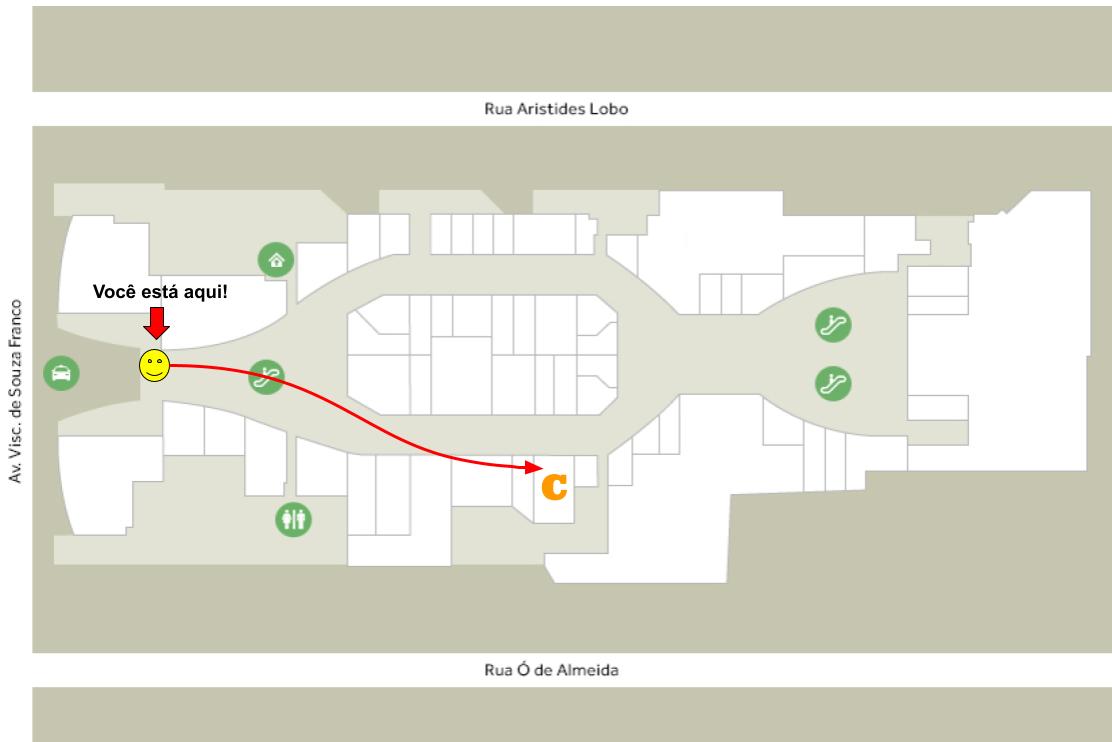 Rua Aristides Lobo
Você está aqui!
Av. Visc. de Souza Franco
C
Rua Ó de Almeida